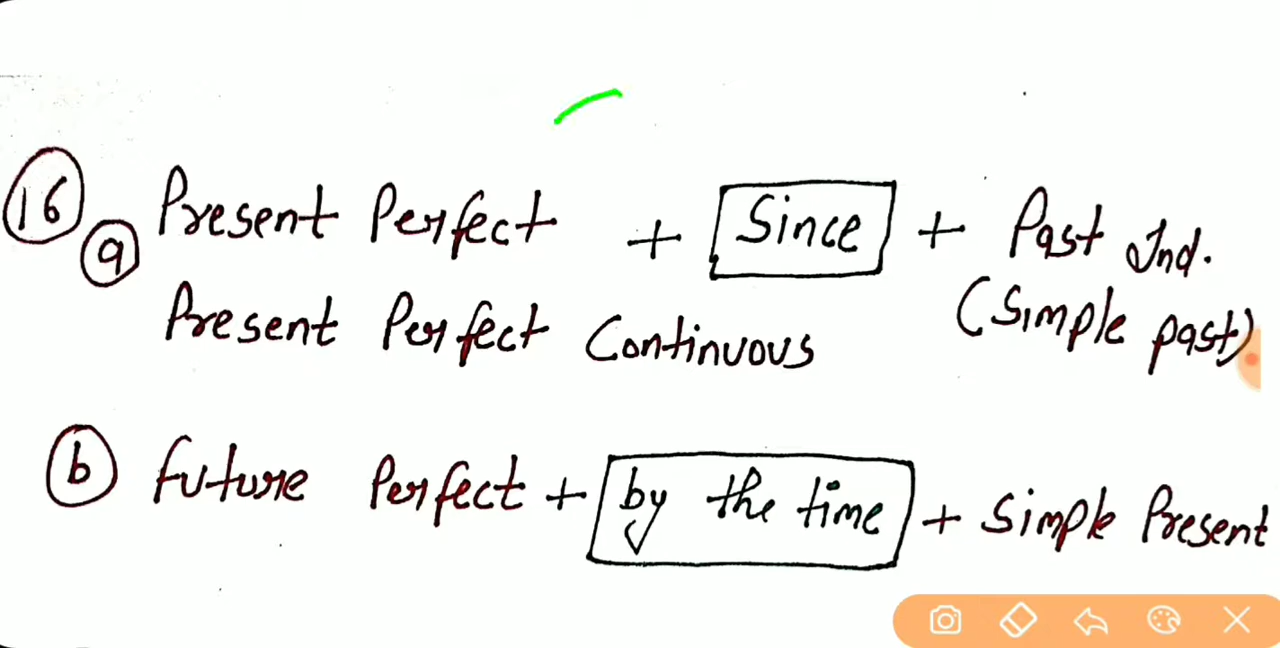 16 a Present Perfect + Since + Past Ind.
Present Perfect Continuous (Simple past)
b Future Perfect + by the time + Simple Present